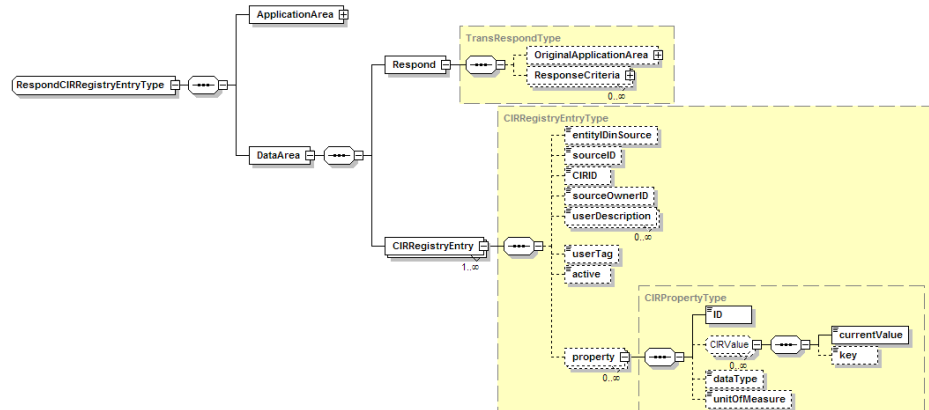 ApplicationArea
RespondCIRRegistryEntryType
DataArea
Respond
TransRespondType
OriginalApplicationArea
ResponseCriteria
0..∞
CIRRegistryEntry
1..∞
CIRRegistryEntryType
entityIDinSource
sourceID
CIRID
sourceOwnerID
userDescription
0..∞
userTag
active
property
0..∞
CIRPropertyType
ID
CIRValue
0..∞
currentValue
key
dataType
unitOfMeasure